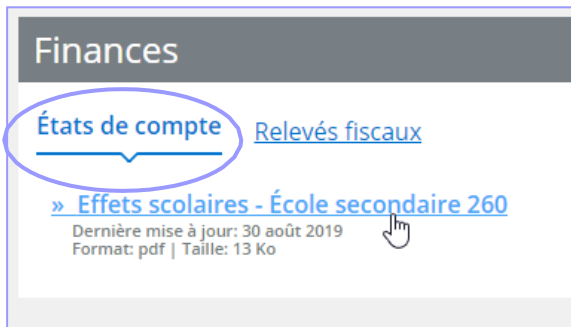 Finances
États de compte Relevés fiscaux
» Effets scolaires - École secondaire 260
Dernière mise à jour: 30 août 2019
Format: pdf | Taille: 13 Ko